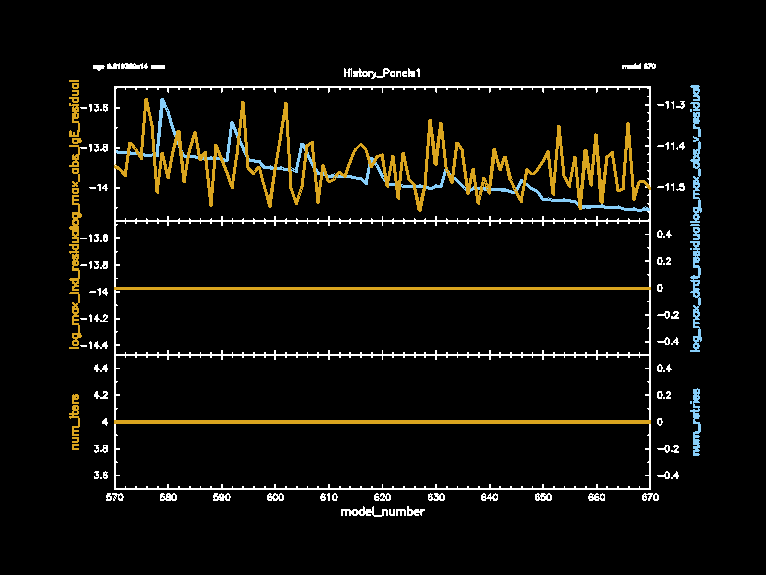 model 670
History_Panels1
log_max_abs_lgE_residual
-13.6
-13.8
-14
-11.3
-11.4
-11.5
log_max_abs_v_residual
log_max_lnd_residual
-13.6
-13.8
-14
-14.2
-14.4
0.4
0.2
0
-0.2
-0.4
log_max_drdt_residual
num_iters
4.4
4.2
4
3.8
3.6
0.4
0.2
0
-0.2
-0.4
num_retries
570 580 590 600 610 620 630 640 650 660 670
model_number